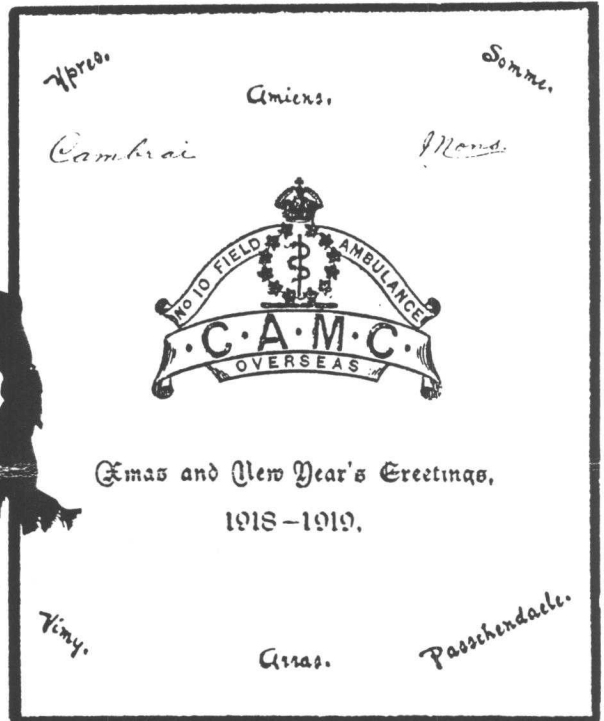 Ypres.
Amiens.
Somme.
Cambrai
Mons.
No 10 FIELD AMBULANCE
·C·A·M·C·
OVERSEAS
Xmas and New Year's Greetings,
1918–1919.
Vimy.
Arras.
Passchendaele.